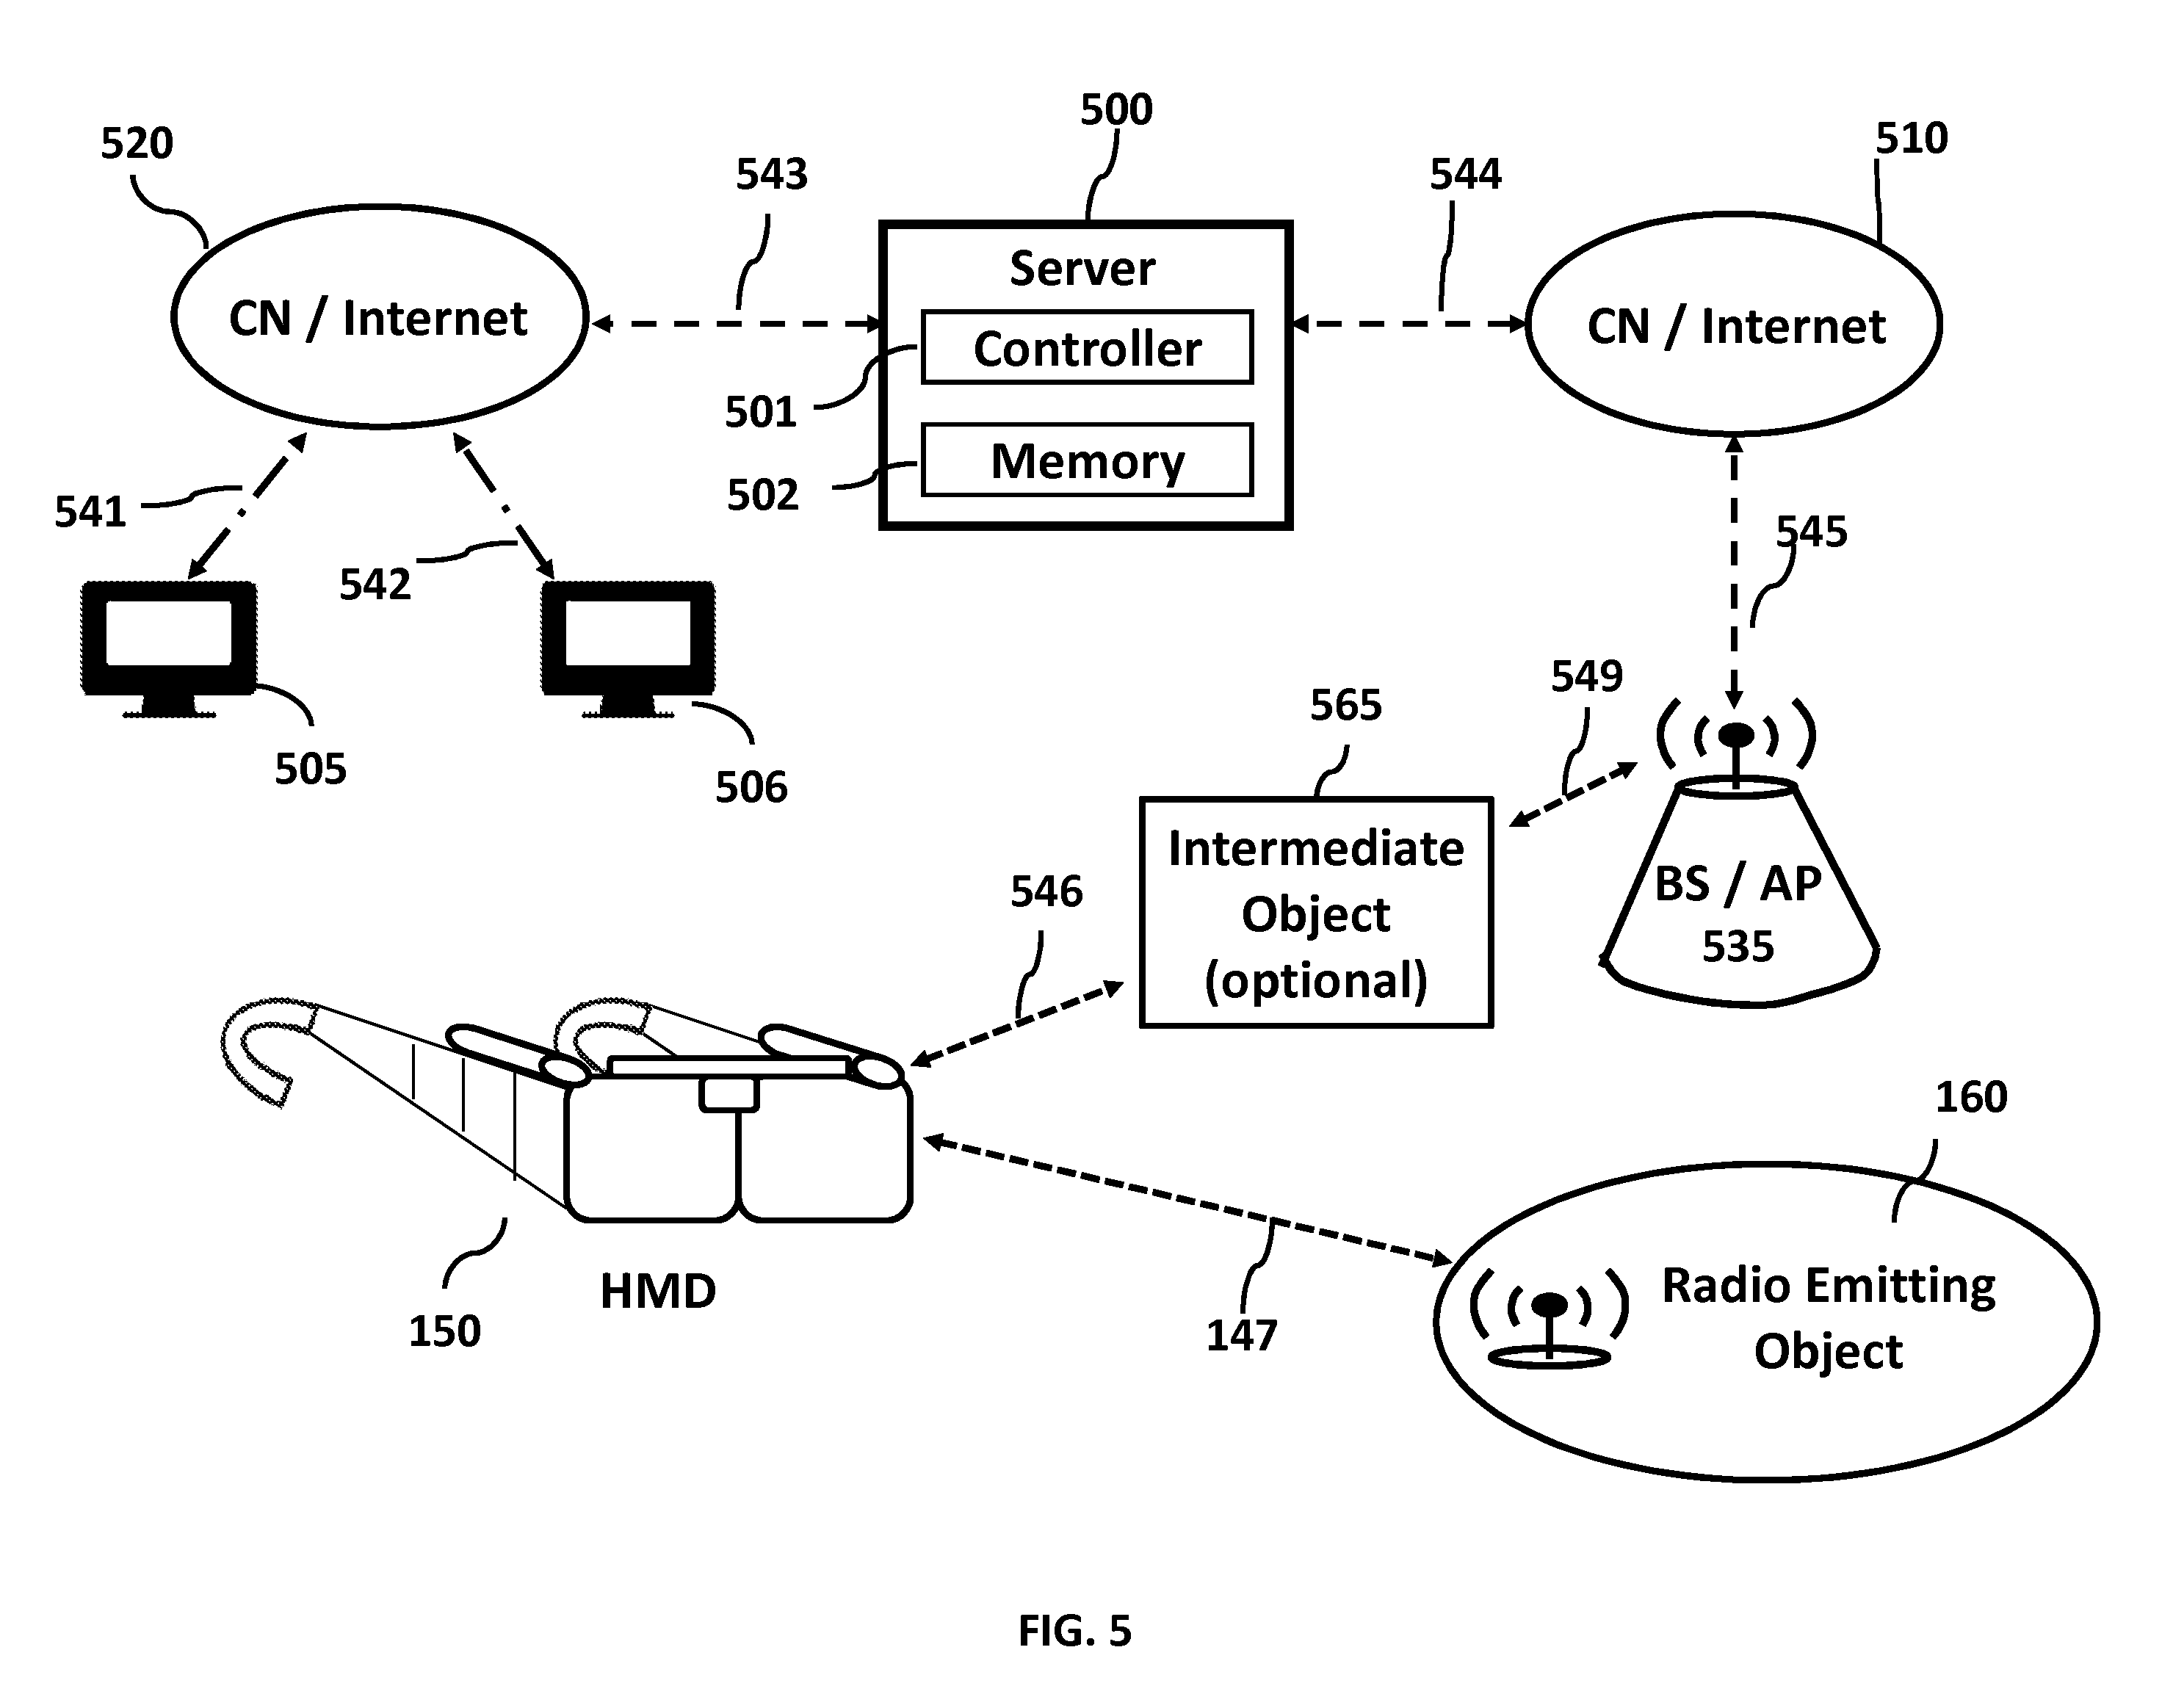 500
520
510
543
544
Server
CN / Internet
CN / Internet
Controller
501
Memory
502
541
545
542
549
565
505
506
Intermediate
Object
(optional)
BS / AP
535
546
160
Radio Emitting
Object
HMD
150
147
FIG. 5